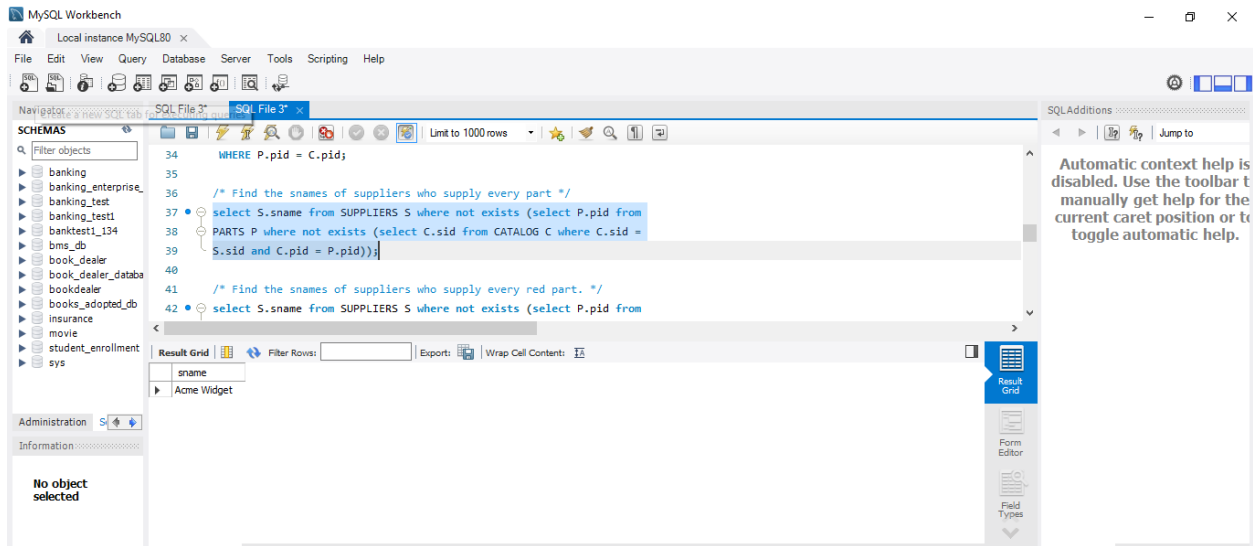 MySQL Workbench
Local instance MySQL80 ×
File Edit View Query Database Server Tools Scripting Help
Navigator
SQL File 3* SQL File 3* ×
SQLAdditions
Create a new SQL tab for executing queries
SCHEMAS
Filter objects
banking
banking_enterprise_
banking_test
banking_test1
banktest1_134
bms_db
book_dealer
book_dealer_databa
bookdealer
books_adopted_db
insurance
movie
student_enrollment
sys
Administration
Information
No object
selected
Limit to 1000 rows
34 WHERE P.pid = C.pid;
35
36 /* Find the snames of suppliers who supply every part */
37 select S.sname from SUPPLIERS S where not exists (select P.pid from
38 PARTS P where not exists (select C.sid from CATALOG C where C.sid =
39 S.sid and C.pid = P.pid));
40
41 /* Find the snames of suppliers who supply every red part. */
42 select S.sname from SUPPLIERS S where not exists (select P.pid from
Result Grid Filter Rows: Export: Wrap Cell Content:
sname
Acme Widget
Result
Grid
Form
Editor
Field
Types
Jump to
Automatic context help is
disabled. Use the toolbar t
manually get help for the
current caret position or to
toggle automatic help.